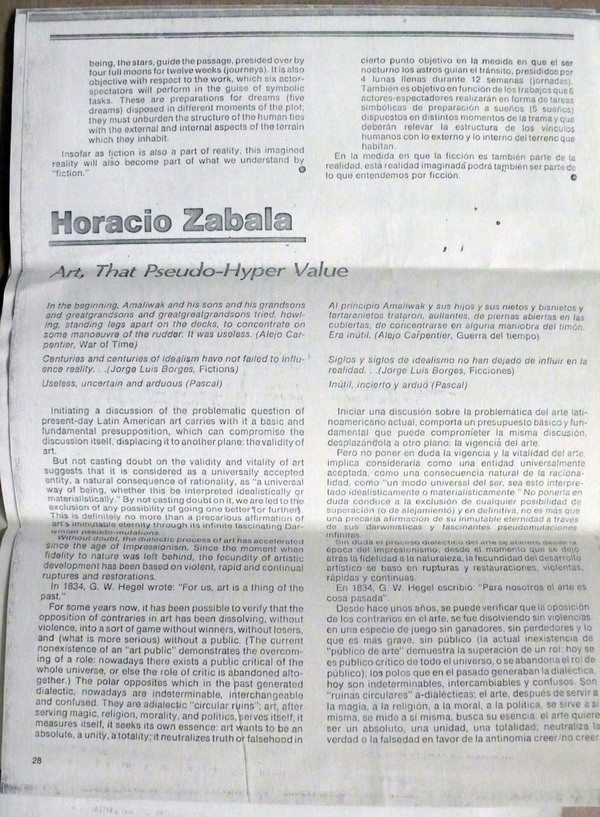 being, the stars, guide the passage, presided over by
four full moons for twelve weeks (journeys). It is also
objective with respect to the work, which six actor-
spectators will perform in the guise of symbolic
tasks. These are preparations for dreams (five
dreams) disposed in different moments of the plot;
they must unburden the structure of the human ties
with the external and internal aspects of the terrain
which they inhabit.
Insofar as fiction is also a part of reality, this imagined
reality will also become part of what we understand by
"fiction."
cierto punto objetivo en la medida en que el ser
nocturno los astros guían el tránsito, presididos por
4 lunas llenas durante 12 semanas (jornadas).
También es objetivo en función de los trabajos que 6
actores-espectadores realizarán en forma de tareas
simbólicas de preparación a sueños (5 sueños)
dispuestos en distintos momentos de la trama y que
deberán relevar la estructura de los vínculos
humanos con lo externo y lo interno del terreno que
habitan.
En la medida en que la ficción es también parte de la
realidad, esta realidad imaginada podrá también ser parte de
lo que entendemos por ficción.
Horacio Zabala
Art, That Pseudo-Hyper Value
In the beginning, Amaliwak and his sons and his grandsons
and greatgrandsons and greatgreatgrandsons tried, howl-
ing, standing legs apart on the decks, to concentrate on
some manoeuvre of the rudder. It was useless. (Alejo Car-
pentier, War of Time)
Centuries and centuries of idealism have not failed to influ-
ence reality. . .(Jorge Luis Borges, Fictions)
Useless, uncertain and arduous (Pascal)
Initiating a discussion of the problematic question of
present-day Latin American art carries with it a basic and
fundamental presupposition, which can compromise the
discussion itself, displacing it to another plane: the validity of
art.
But not casting doubt on the validity and vitality of art
suggests that it is considered as a universally accepted
entity, a natural consequence of rationality, as "a universal
way of being, whether this be interpreted idealistically or
materialistically." By not casting doubt on it, we are led to the
exclusion of any possibility of going one better (or further).
This is definitely no more than a precarious affirmation of
art's immutable eternity through its infinite fascinating Dar-
winian pseudo-mutations.
Without doubt, the dialectic process of art has accelerated
since the age of Impressionism. Since the moment when
fidelity to nature was left behind, the fecundity of artistic
development has been based on violent, rapid and continual
ruptures and restorations.
In 1834, G. W. Hegel wrote: "For us, art is a thing of the
past."
For some years now, it has been possible to verify that the
opposition of contraries in art has been dissolving, without
violence, into a sort of game without winners, without losers,
and (what is more serious) without a public. (The current
nonexistence of an "art public" demonstrates the overcom-
ing of a role: nowadays there exists a public critical of the
whole universe, or else the role of critic is abandoned alto-
gether.) The polar opposites which in the past generated
dialectic, nowadays are indeterminable, interchangeable
and confused. They are adialectic "circular ruins"; art, after
serving magic, religion, morality, and politics, serves itself; it
measures itself, it seeks its own essence; art wants to be an
absolute, a unity, a totality; it neutralizes truth or falsehood in
Al principio Amaliwak y sus hijos y sus nietos y bisnietos y
tartaranietos trataron, aullantes, de piernas abiertas en las
cubiertas, de concentrarse en alguna maniobra del timón.
Era inútil. (Alejo Carpentier, Guerra del tiempo)
Siglos y siglos de idealismo no han dejado de influir en la
realidad. . .(Jorge Luis Borges, Ficciones)
Inútil, incierto y arduo (Pascal)
Iniciar una discusión sobre la problemática del arte lati-
noamericano actual, comporta un presupuesto básico y fun-
damental que puede comprometer la misma discusión,
desplazándola a otro plano: la vigencia del arte.
Pero no poner en duda la vigencia y la vitalidad del arte,
implica considerarla como una entidad universalmente
aceptada, como una consecuencia natural de la raciona-
lidad, como "un modo universal del ser, sea esto interpre-
tado idealísticamente o materialísticamente." No ponerla en
duda conduce a la exclusión de cualquier posibilidad de
superación (o de alejamiento) y en definitiva, no es más que
una precaria afirmación de su inmutable eternidad a través
de sus darwinísticas y fascinantes pseudomutaciones
infinitas.
Sin duda el proceso dialéctico del arte se acelera desde la
época del impresionismo, desde el momento que se dejó
atrás la fidelidad a la naturaleza, la fecundidad del desarrollo
artístico se basó en rupturas y restauraciones, violentas,
rápidas y continuas.
En 1834, G. W. Hegel escribió: "Para nosotros el arte es
cosa pasada".
Desde hace unos años, se puede verificar que la oposición
de los contrarios en el arte, se fue disolviendo sin violencias
en una especie de juego sin ganadores, sin perdedores y lo
que es más grave, sin público (la actual inexistencia de
"público de arte" demuestra la superación de un rol: hoy se
es público crítico de todo el universo, o se abandona el rol de
público); los polos que en el pasado generaban la dialéctica,
hoy son indeterminables, intercambiables y confusos. Son
"ruinas circulares" a-dialécticas; el arte, después de servir a
la magia, a la religión, a la moral, a la política, se sirve a sí
misma, se mide a sí misma, busca su esencia: el arte quiere
ser un absoluto, una unidad, una totalidad, neutraliza la
verdad o la falsedad en favor de la antinomia creer/no creer
28